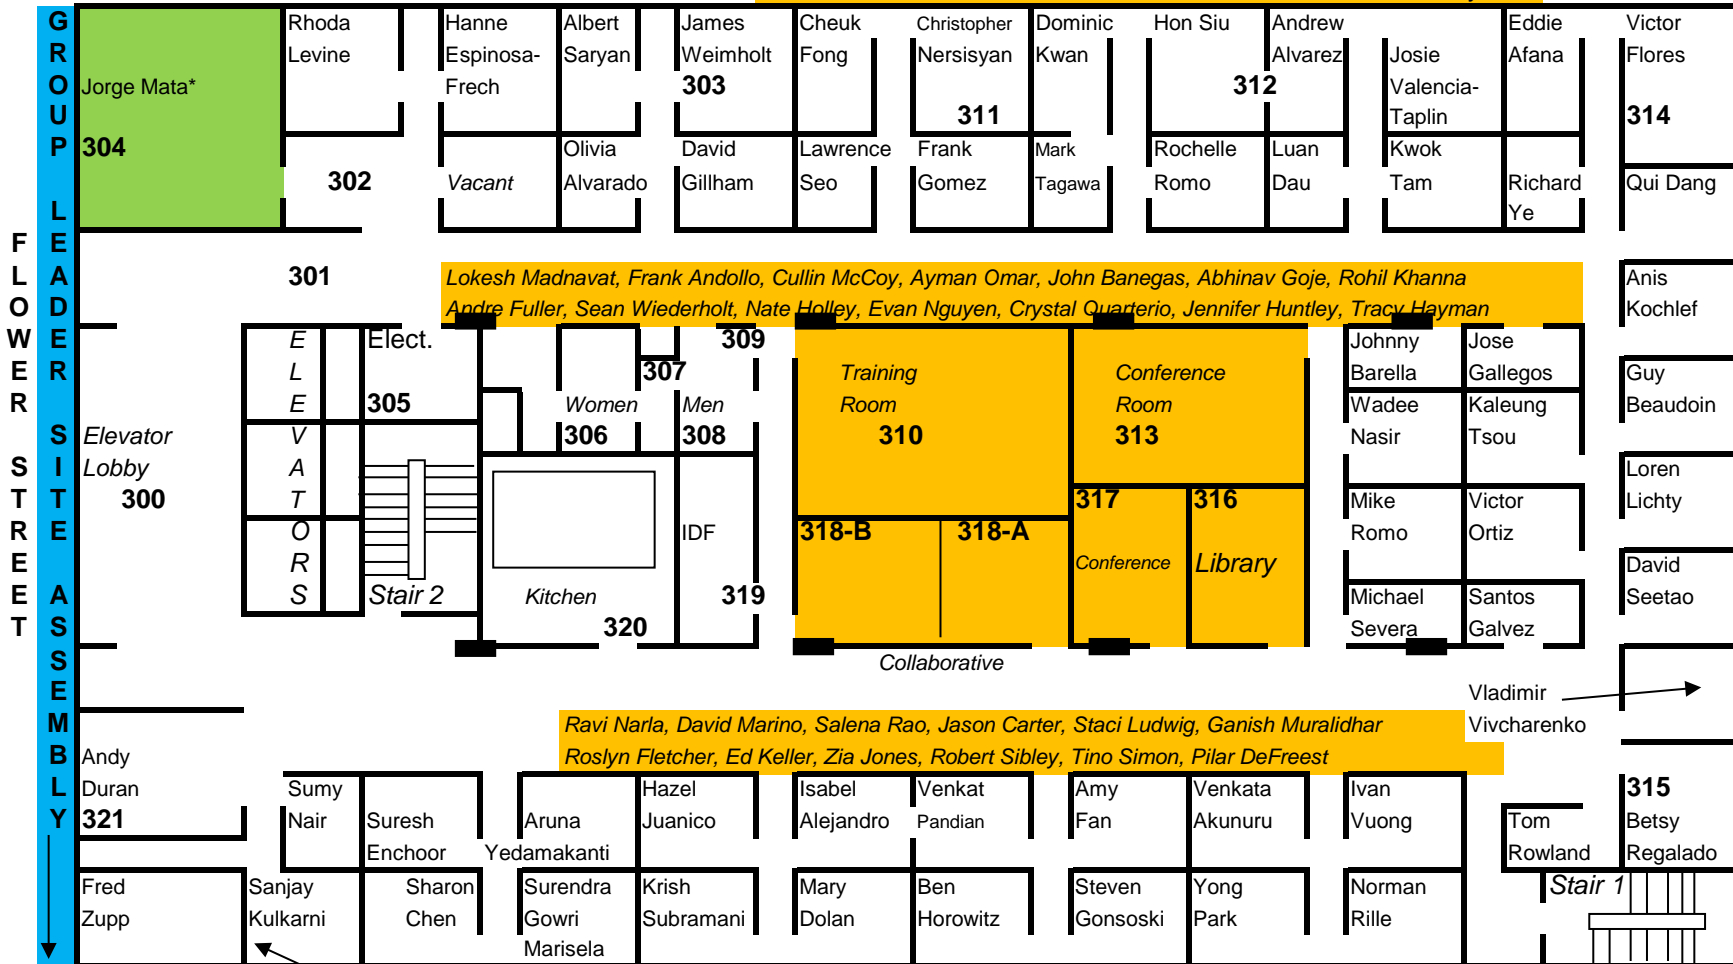 GROUP LEADER SITE ASSEMBLY
FLOWER STREET
Jorge Mata*
304
Rhoda
Levine
302
Hanne
Espinosa-
Frech
Albert
Saryan
James
Weimholt
303
Cheuk
Fong
Christopher
Nersisyan
311
Dominic
Kwan
Hon Siu
312
Andrew
Alvarez
Josie
Valencia-
Taplin
Eddie
Afana
Victor
Flores
314
Vacant
Olivia
Alvarado
David
Gillham
Lawrence
Seo
Frank
Gomez
Mark
Tagawa
Rochelle
Romo
Luan
Dau
Kwok
Tam
Richard
Ye
Qui Dang
301
Lokesh Madnavat, Frank Andollo, Cullin McCoy, Ayman Omar, John Banegas, Abhinav Goje, Rohil Khanna
Andre Fuller, Sean Wiederholt, Nate Holley, Evan Nguyen, Crystal Quarterio, Jennifer Huntley, Tracy Hayman
Anis
Kochlef
Elevator
Lobby
300
ELEVATORS
Elect.
305
Stair 2
Women
306
307
Men
308
309
Kitchen
320
IDF
319
Training
Room
310
Conference
Room
313
318-B
318-A
317
Conference
316
Library
Collaborative
Johnny
Barella
Jose
Gallegos
Wadee
Nasir
Kaleung
Tsou
Mike
Romo
Victor
Ortiz
Michael
Severa
Santos
Galvez
Guy
Beaudoin
Loren
Lichty
David
Seetao
Vladimir
Vivcharenko
Ravi Narla, David Marino, Salena Rao, Jason Carter, Staci Ludwig, Ganish Muralidhar
Roslyn Fletcher, Ed Keller, Zia Jones, Robert Sibley, Tino Simon, Pilar DeFreest
Andy
Duran
321
Sumy
Nair
Suresh
Enchoor
Aruna
Yedamakanti
Hazel
Juanico
Isabel
Alejandro
Venkat
Pandian
Amy
Fan
Venkata
Akunuru
Ivan
Vuong
Tom
Rowland
315
Betsy
Regalado
Fred
Zupp
Sanjay
Kulkarni
Sharon
Chen
Surendra
Gowri
Marisela
Krish
Subramani
Mary
Dolan
Ben
Horowitz
Steven
Gonsoski
Yong
Park
Norman
Rille
Stair 1